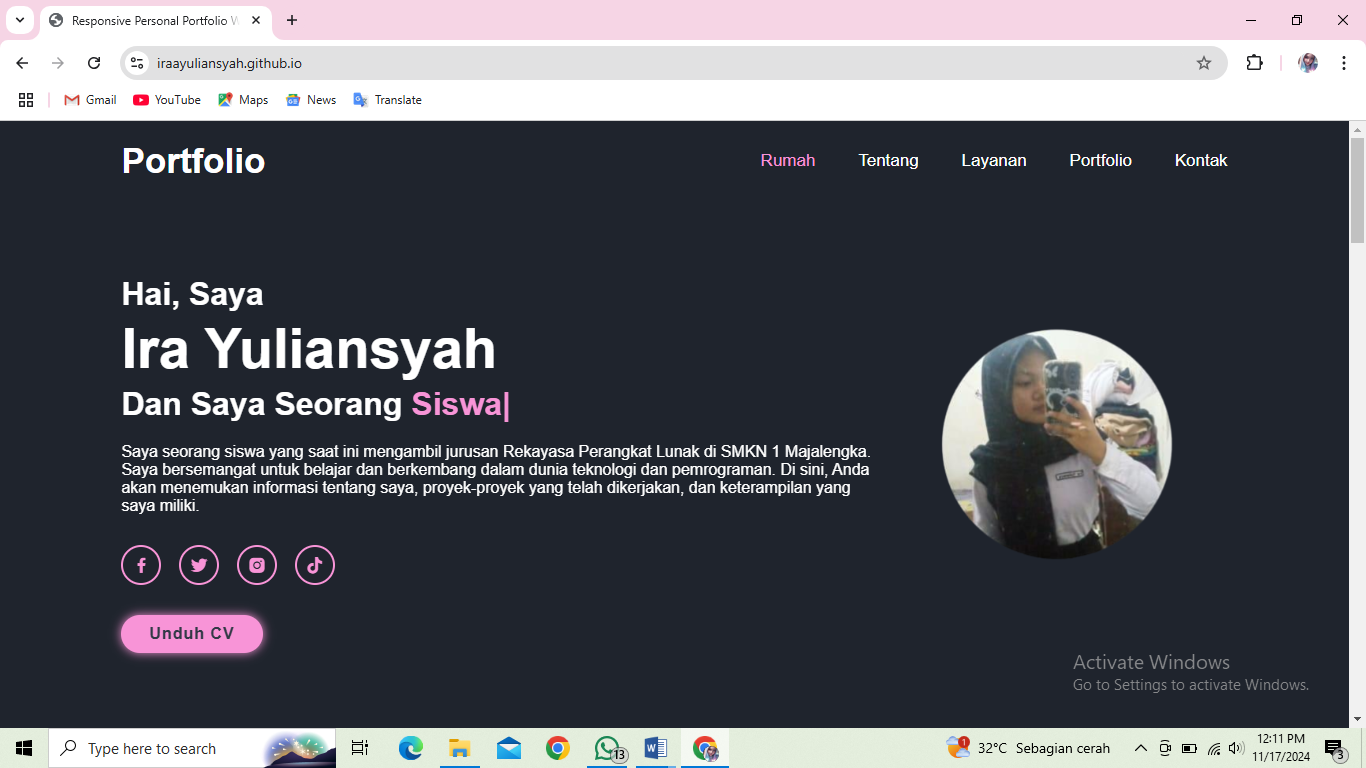 Responsive Personal Portfolio W
iraayuliansyah.github.io
Gmail YouTube Maps News Translate
Portfolio
Rumah Tentang Layanan Portfolio Kontak
Hai, Saya
Ira Yuliansyah
Dan Saya Seorang Siswa|
Saya seorang siswa yang saat ini mengambil jurusan Rekayasa Perangkat Lunak di SMKN 1 Majalengka.
Saya bersemangat untuk belajar dan berkembang dalam dunia teknologi dan pemrograman. Di sini, Anda
akan menemukan informasi tentang saya, proyek-proyek yang telah dikerjakan, dan keterampilan yang
saya miliki.
Unduh CV
Activate Windows
Go to Settings to activate Windows.
Type here to search
13
1
32°C Sebagian cerah
12:11 PM
11/17/2024
3